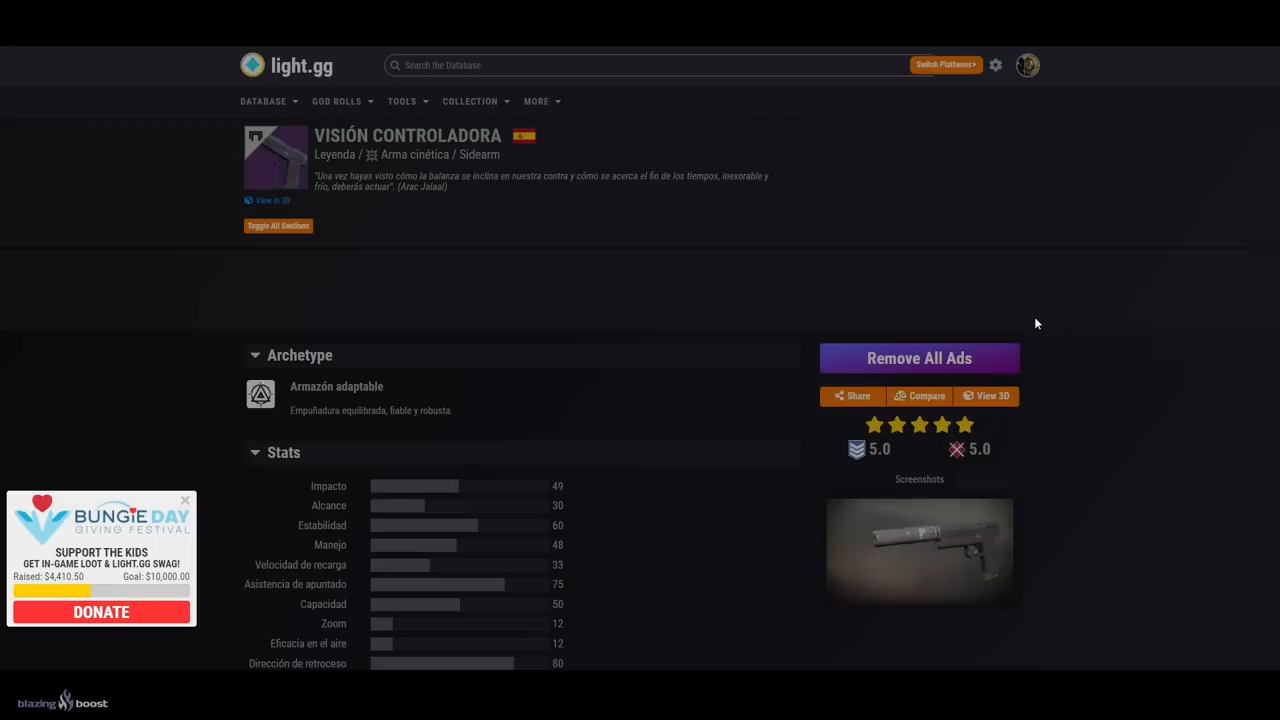 light.gg
Search the Database
Switch Platforms
DATABASE
GOD ROLLS
TOOLS
COLLECTION
MORE
VISIÓN CONTROLADORA
Leyenda / Arma cinética / Sidearm
"Una vez hayas visto cómo la balanza se inclina en nuestra contra y cómo se acerca el fin de los tiempos, inexorable y
frío, deberás actuar". (Arac Jalaal)
View in 3D
Toggle All Sections
Archetype
Armazón adaptable
Empuñadura equilibrada, fiable y robusta.
Stats
Impacto 49
Alcance 30
Estabilidad 60
Manejo 48
Velocidad de recarga 33
Asistencia de apuntado 75
Capacidad 50
Zoom 12
Eficacia en el aire 12
Dirección de retroceso 80
Remove All Ads
Share
Compare
View 3D
5.0
5.0
Screenshots
BUNGIE DAY
GIVING FESTIVAL
SUPPORT THE KIDS
GET IN-GAME LOOT & LIGHT.GG SWAG!
Raised: $4,410.50 Goal: $10,000.00
DONATE
blazing boost